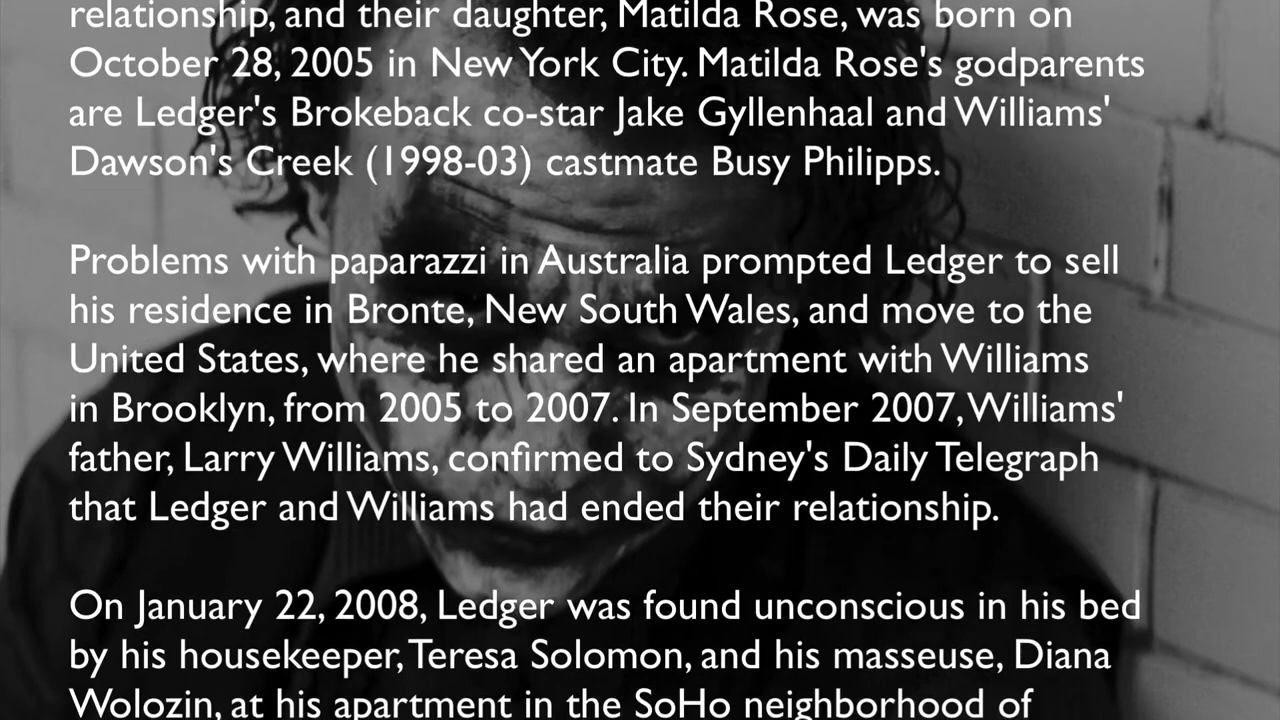 relationship, and their daughter, Matilda Rose, was born on
October 28, 2005 in New York City. Matilda Rose's godparents
are Ledger's Brokeback co-star Jake Gyllenhaal and Williams'
Dawson's Creek (1998-03) castmate Busy Philipps.
Problems with paparazzi in Australia prompted Ledger to sell
his residence in Bronte, New South Wales, and move to the
United States, where he shared an apartment with Williams
in Brooklyn, from 2005 to 2007. In September 2007, Williams'
father, Larry Williams, confirmed to Sydney's Daily Telegraph
that Ledger and Williams had ended their relationship.
On January 22, 2008, Ledger was found unconscious in his bed
by his housekeeper, Teresa Solomon, and his masseuse, Diana
Wolozin, at his apartment in the SoHo neighborhood of